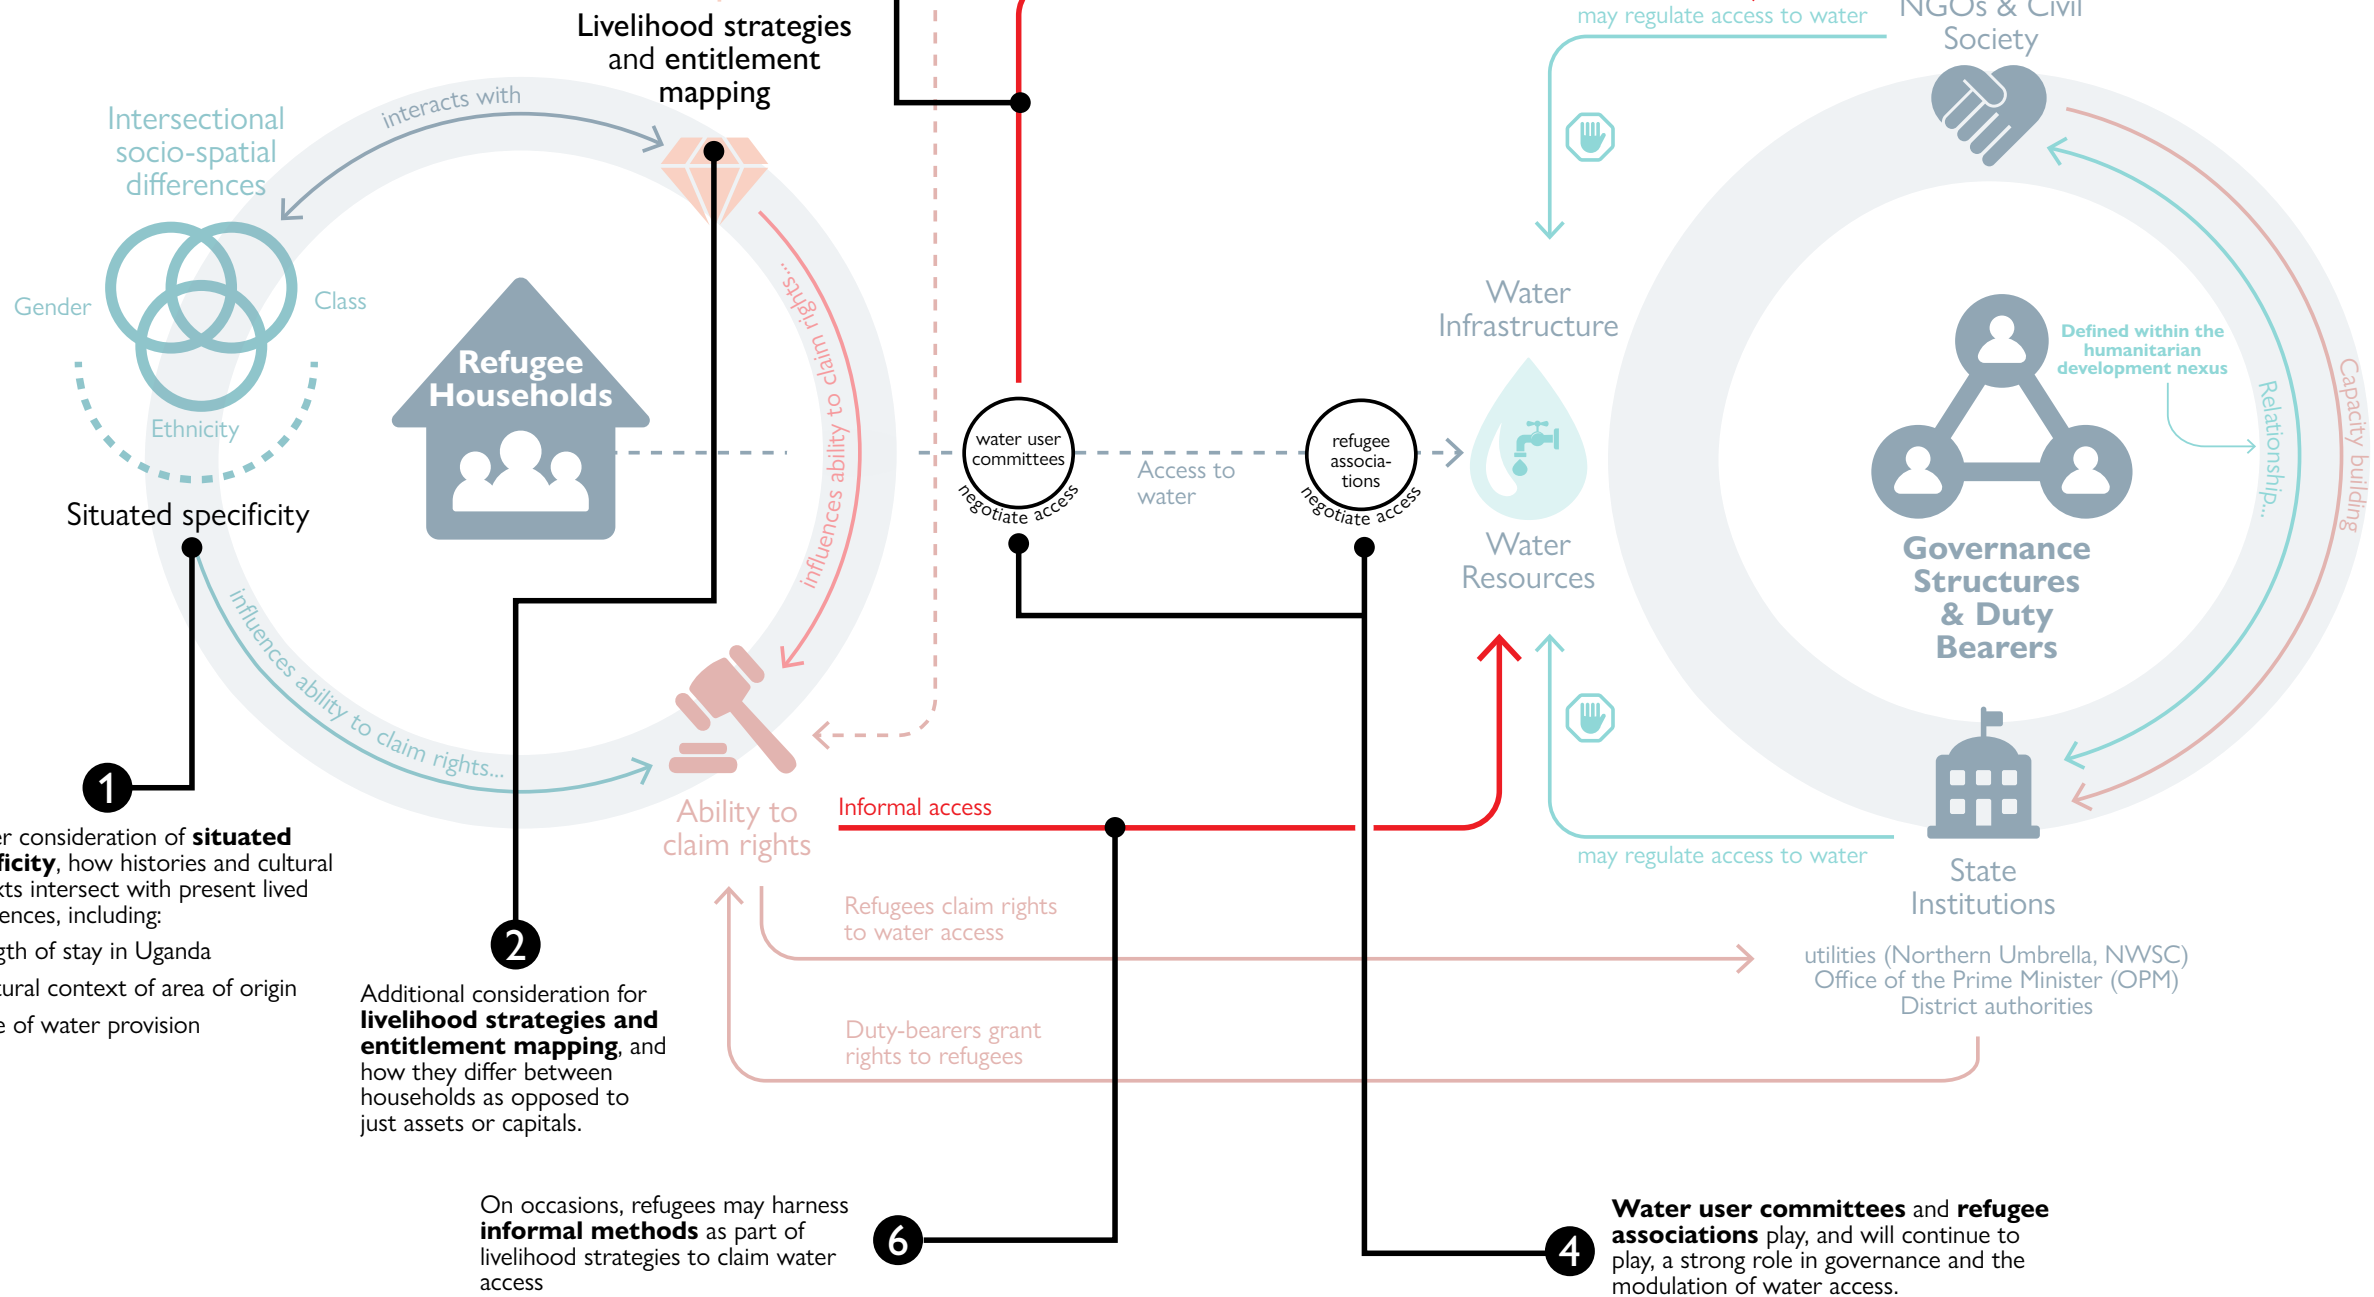 Livelihood strategies
and entitlement
mapping
may regulate access to water
NGOs & Civil
Society
interacts with
Intersectional
socio-spatial
differences
Gender
Class
Ethnicity
Situated specificity
Refugee
Households
influences ability to claim rights...
influences ability to claim rights...
water user
committees
negotiate access
Access to
water
refugee
associa-
tions
negotiate access
Water
Infrastructure
Water
Resources
Defined within the
humanitarian
development nexus
Relationship...
Capacity building
Governance
Structures
& Duty
Bearers
Ability to
claim rights
Informal access
may regulate access to water
State
Institutions
utilities (Northern Umbrella, NWSC)
Office of the Prime Minister (OPM)
District authorities
Refugees claim rights
to water access
Duty-bearers grant
rights to refugees
1
consideration of situated
, how histories and cultural
intersect with present lived
, including:
of stay in Uganda
context of area of origin
of water provision
2
Additional consideration for
livelihood strategies and
entitlement mapping, and
how they differ between
households as opposed to
just assets or capitals.
On occasions, refugees may harness
informal methods as part of
livelihood strategies to claim water
access
6
4
Water user committees and refugee
associations play, and will continue to
play, a strong role in governance and the
modulation of water access.